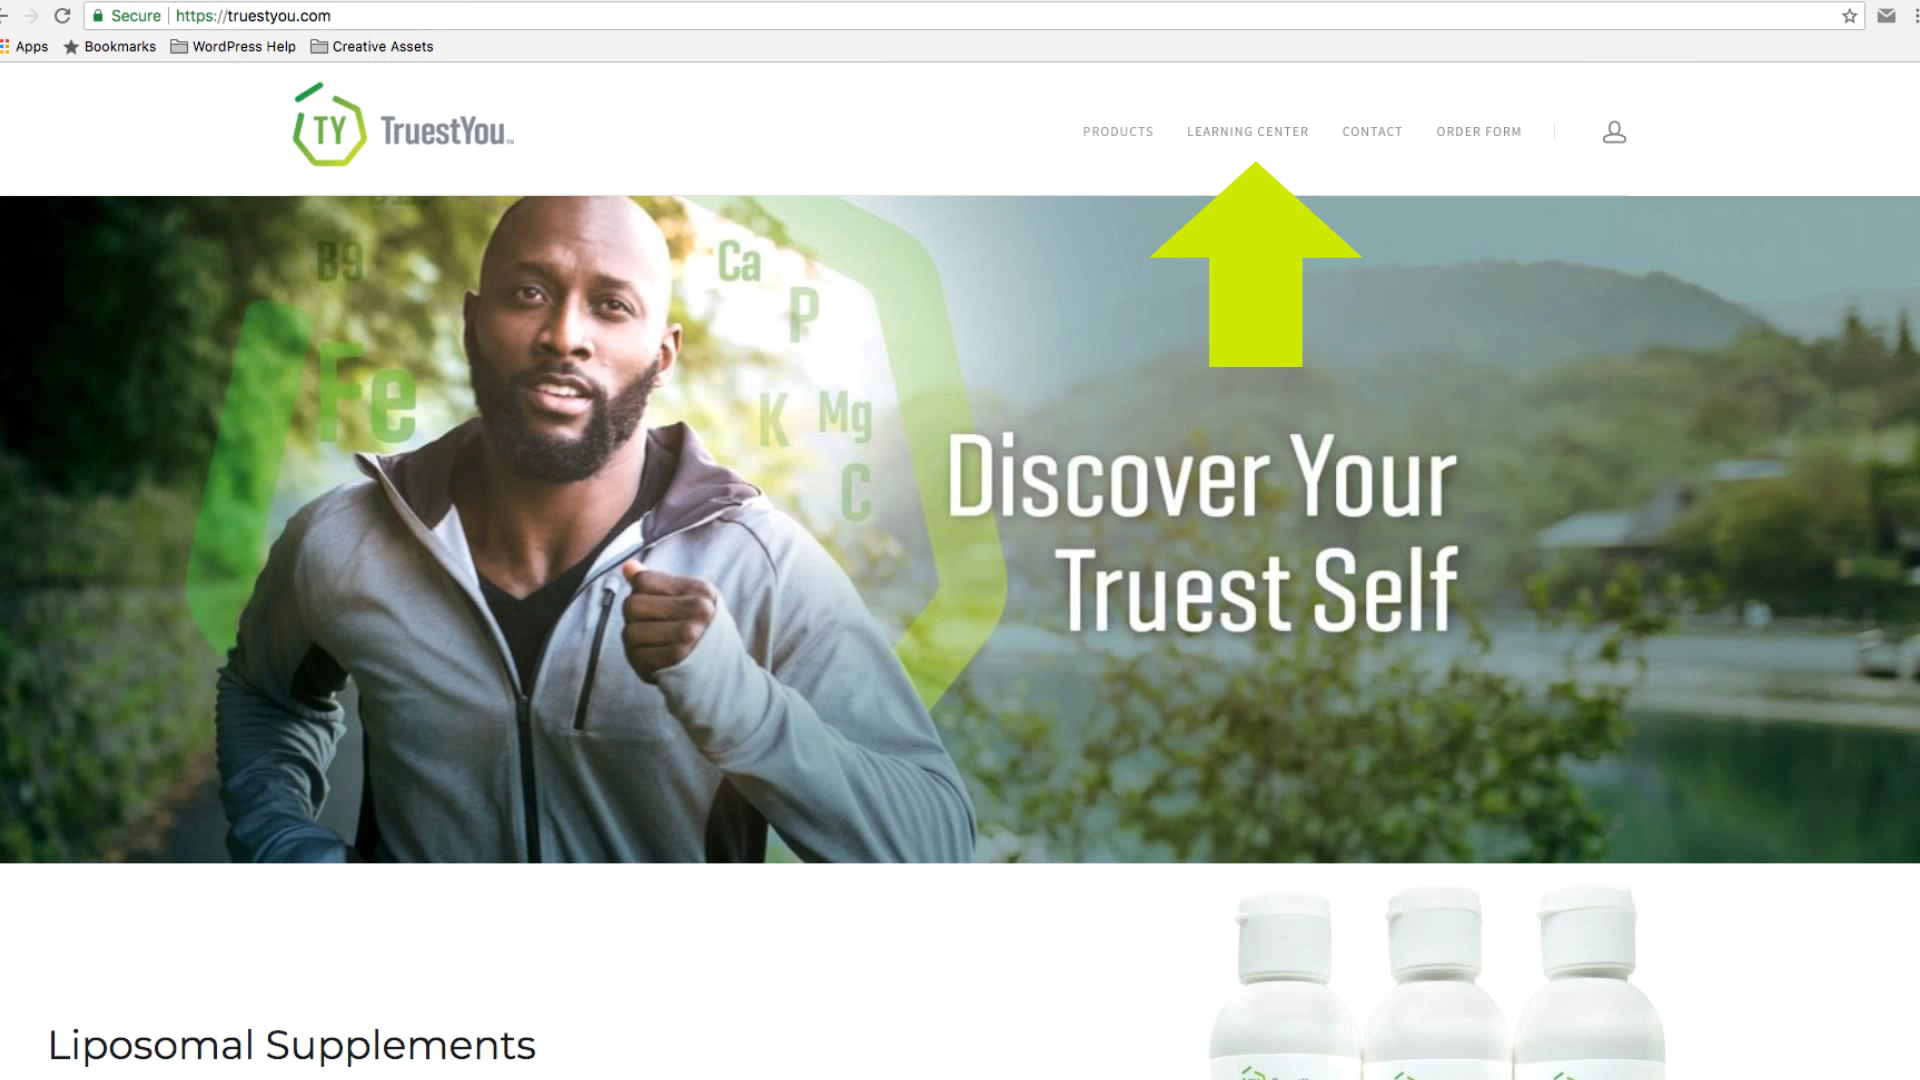 Secure https://truestyou.com
Apps Bookmarks WordPress Help Creative Assets
TY TruestYou™
PRODUCTS LEARNING CENTER CONTACT ORDER FORM
B9
Ca
P
Fe
K Mg
C
Discover Your
Truest Self
Liposomal Supplements